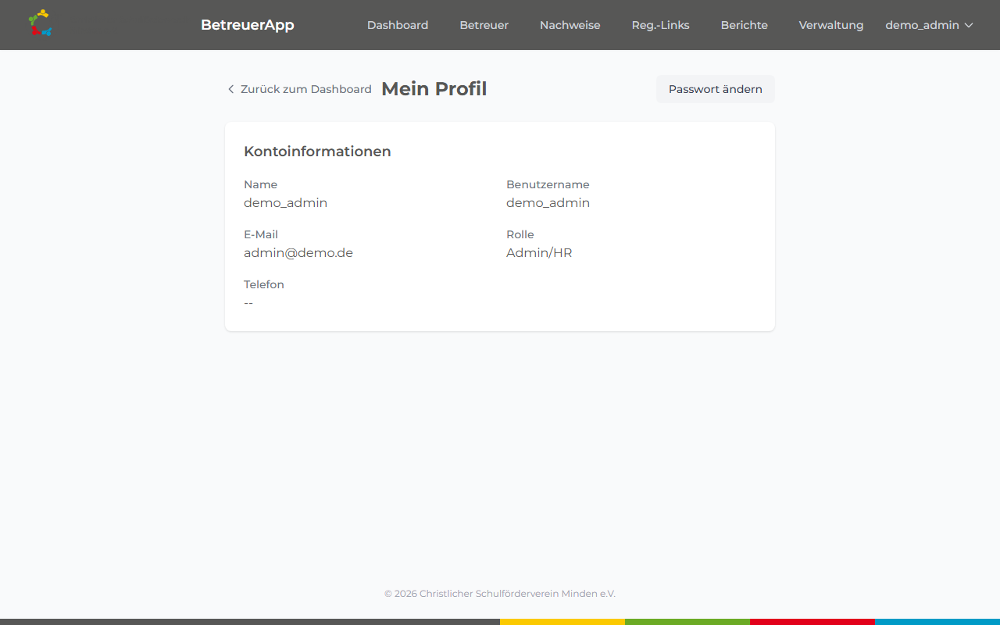 BetreuerApp
Dashboard
Betreuer
Nachweise
Reg.-Links
Berichte
Verwaltung
demo_admin
Zurück zum Dashboard
Mein Profil
Passwort ändern
Kontoinformationen
Name
demo_admin
Benutzername
demo_admin
E-Mail
admin@demo.de
Rolle
Admin/HR
Telefon
--
© 2026 Christlicher Schulförderverein Minden e.V.